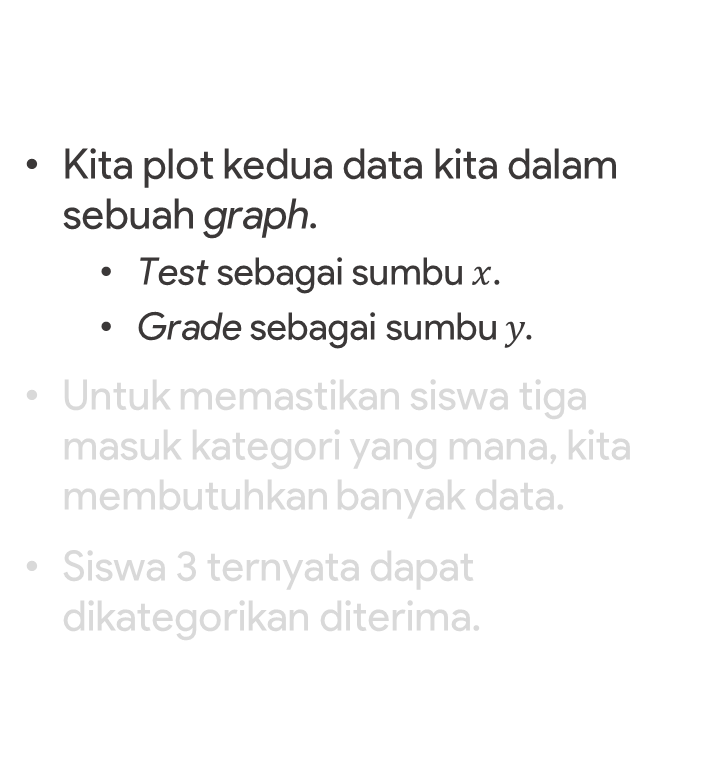 • Kita plot kedua data kita dalam
sebuah graph.
• Test sebagai sumbu x.
• Grade sebagai sumbu y.
• Untuk memastikan siswa tiga
masuk kategori yang mana, kita
membutuhkan banyak data.
• Siswa 3 ternyata dapat
dikategorikan diterima.